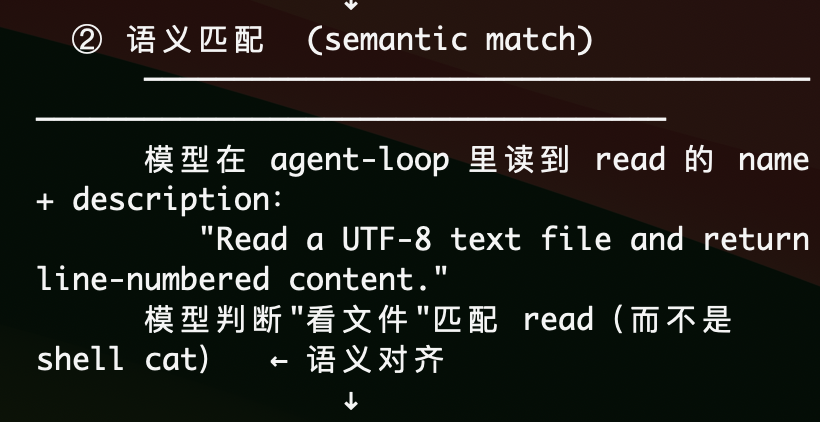 ↓
② 语义匹配 (semantic match)
模型在 agent-loop 里读到 read 的 name
+ description:
"Read a UTF-8 text file and return
line-numbered content."
模型判断"看文件"匹配 read (而不是
shell cat) ← 语义对齐
↓